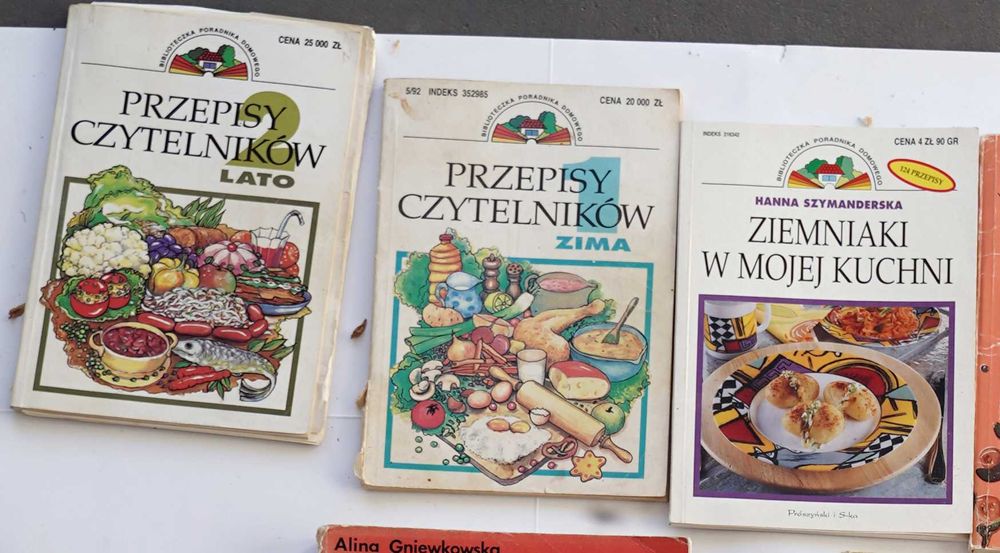 BIBLIOTECZKA PORADNIKA DOMOWEGO
CENA 25 000 ZŁ
PRZEPISY
CZYTELNIKÓW
2
LATO
5/92 INDEKS 352985
BIBLIOTECZKA PORADNIKA DOMOWEGO
CENA 20 000 ZŁ
PRZEPISY
CZYTELNIKÓW
1
ZIMA
INDEKS 218342
BIBLIOTECZKA PORADNIKA DOMOWEGO
CENA 4 ZŁ 90 GR
124 PRZEPISY
HANNA SZYMANDERSKA
ZIEMNIAKI
W MOJEJ KUCHNI
Prószyński i S-ka
Alina Gniewkowska